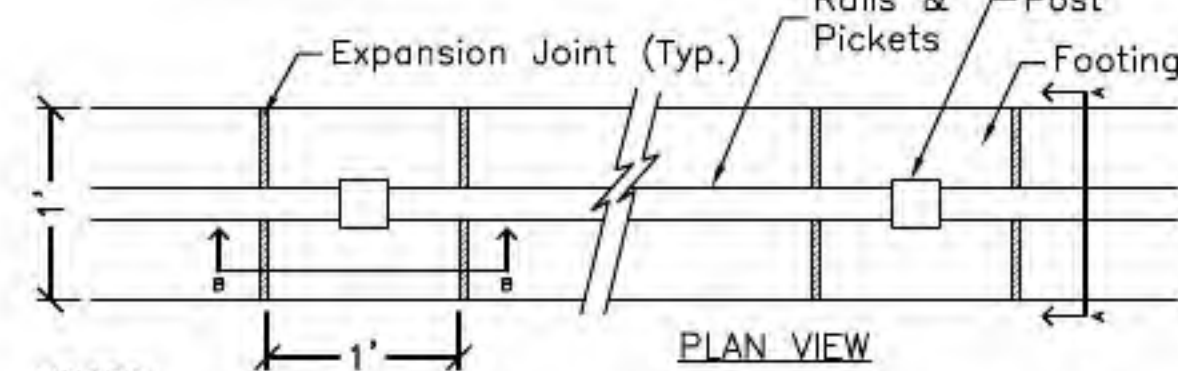 Rails &
Pickets
Post
Expansion Joint (Typ.)
Footing
A
1'
B
B
A
1'
PLAN VIEW